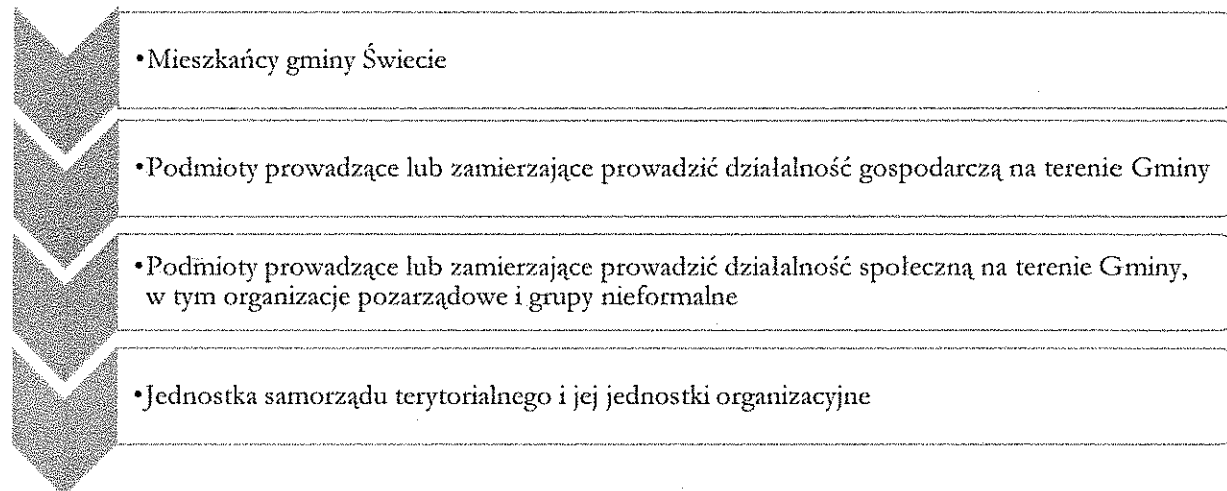 •Mieszkańcy gminy Świecie
•Podmioty prowadzące lub zamierzające prowadzić działalność gospodarczą na terenie Gminy
•Podmioty prowadzące lub zamierzające prowadzić działalność społeczną na terenie Gminy,
w tym organizacje pozarządowe i grupy nieformalne
•Jednostka samorządu terytorialnego i jej jednostki organizacyjne